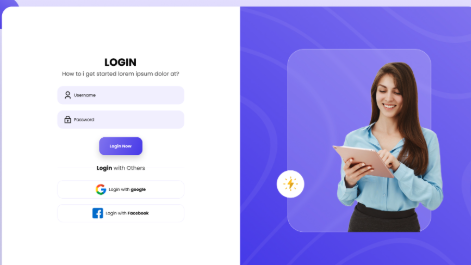 LOGIN
How to i get started lorem ipsum dolor at?
Username
Password
Login Now
Login with Others
Login with google
Login with Facebook